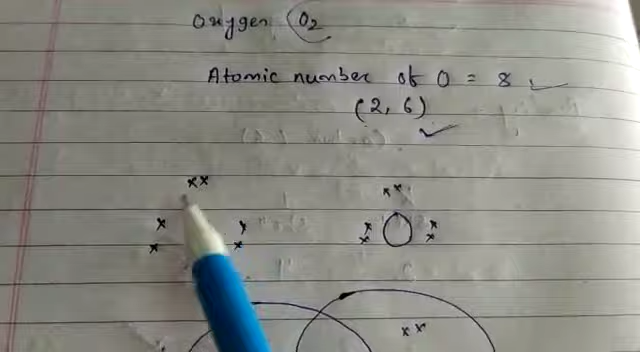 Oxygen O2
Atomic number of O = 8
(2, 6)
O